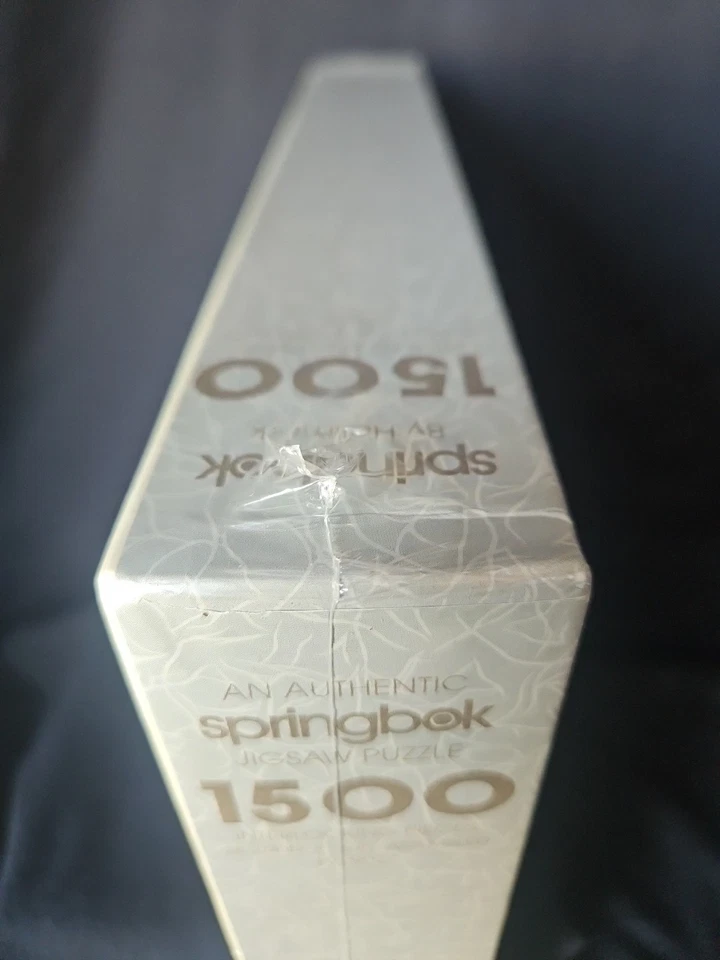 1500
BY Hallmark
springbok
AN AUTHENTIC
springbok
JIGSAW PUZZLE
1500